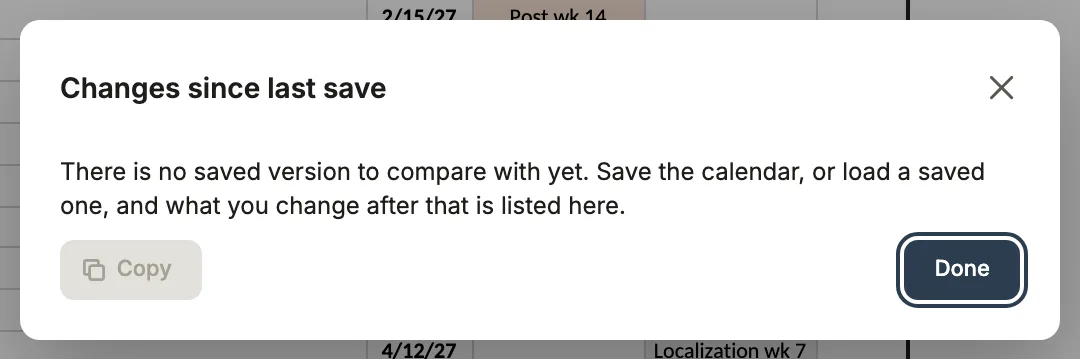 2/15/27 Post wk 14
Changes since last save
There is no saved version to compare with yet. Save the calendar, or load a saved
one, and what you change after that is listed here.
Copy Done
4/12/27 Localization wk 7